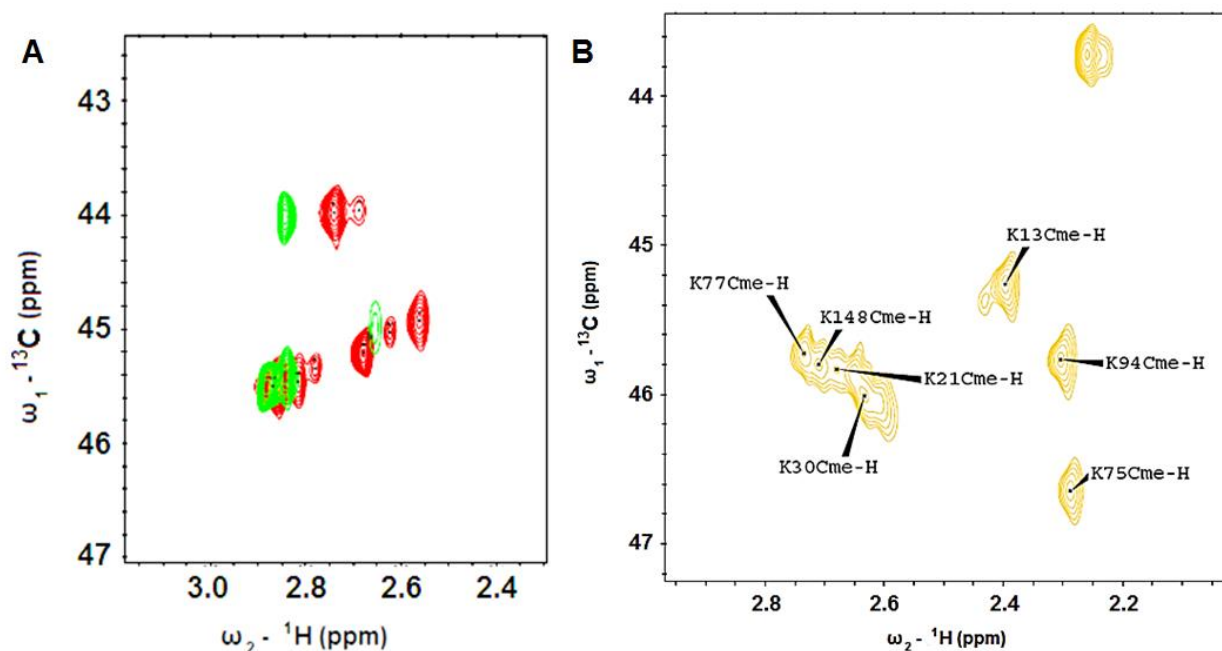 A
43
44
45
46
47
ω1 - 13C (ppm)
3.0 2.8 2.6 2.4
ω2 - 1H (ppm)
B
44
45
46
47
ω1 - 13C (ppm)
K13Cme-H
K77Cme-H
K148Cme-H
K94Cme-H
K21Cme-H
K30Cme-H
K75Cme-H
2.8 2.6 2.4 2.2
ω2 - 1H (ppm)